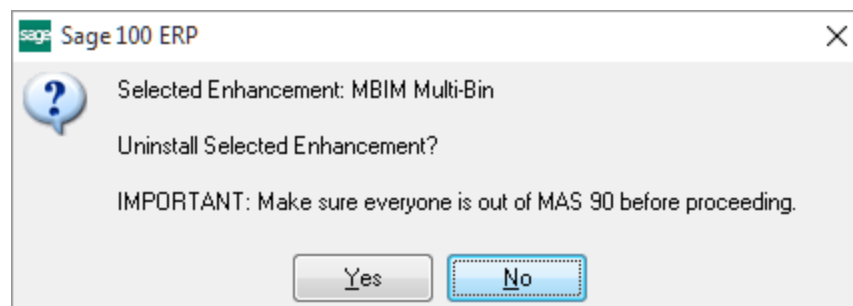 sage Sage 100 ERP
Selected Enhancement: MBIM Multi-Bin
Uninstall Selected Enhancement?
IMPORTANT: Make sure everyone is out of MAS 90 before proceeding.
Yes No